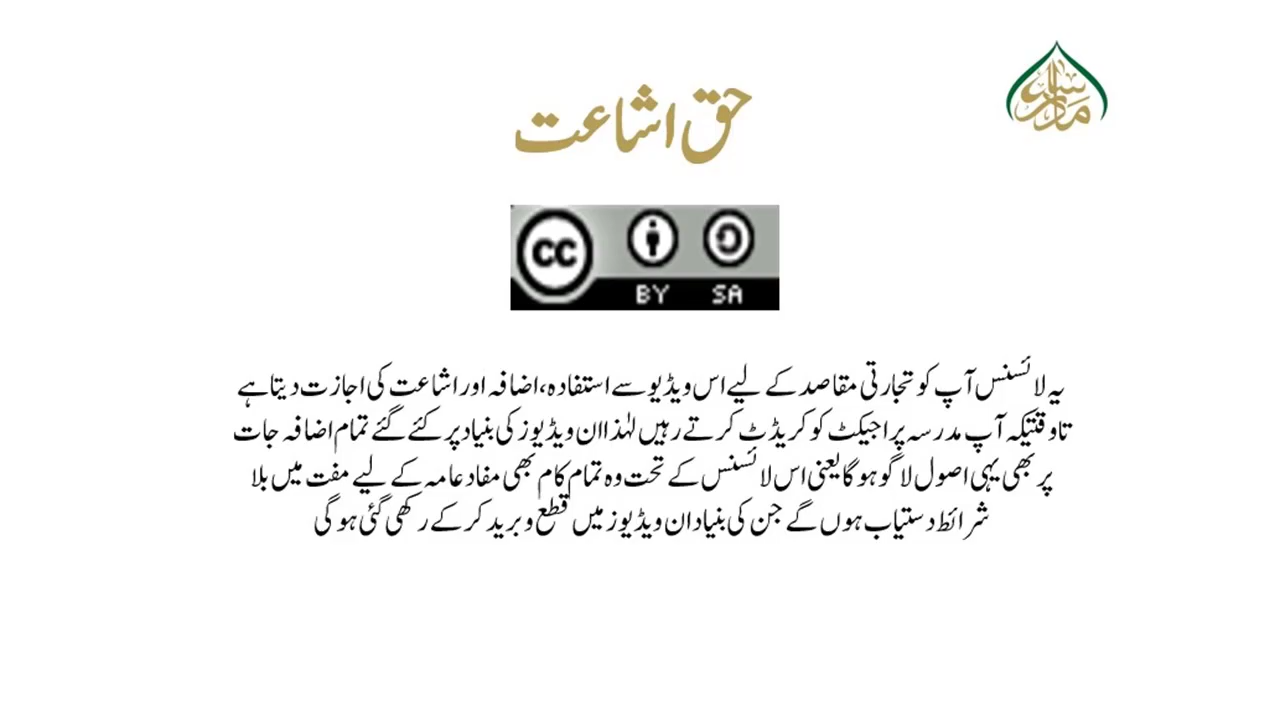 حق اشاعت
مدرسہ
cc
BY SA
یہ لائسنس آپ کو تجارتی مقاصد کے لیے اس ویڈیو سے استفادہ، اضافہ اور اشاعت کی اجازت دیتا ہے
تاوقتیکہ آپ مدرسہ پراجیکٹ کو کریڈٹ کرتے رہیں لہٰذا ان ویڈیوز کی بنیاد پر کئے گئے تمام اضافہ جات
پر بھی یہی اصول لاگو ہوگا یعنی اس لائسنس کے تحت وہ تمام کام بھی مفاد عامہ کے لیے مفت میں بلا
شرائط دستیاب ہوں گے جن کی بنیاد ان ویڈیوز میں قطع و برید کر کے رکھی گئی ہو گی